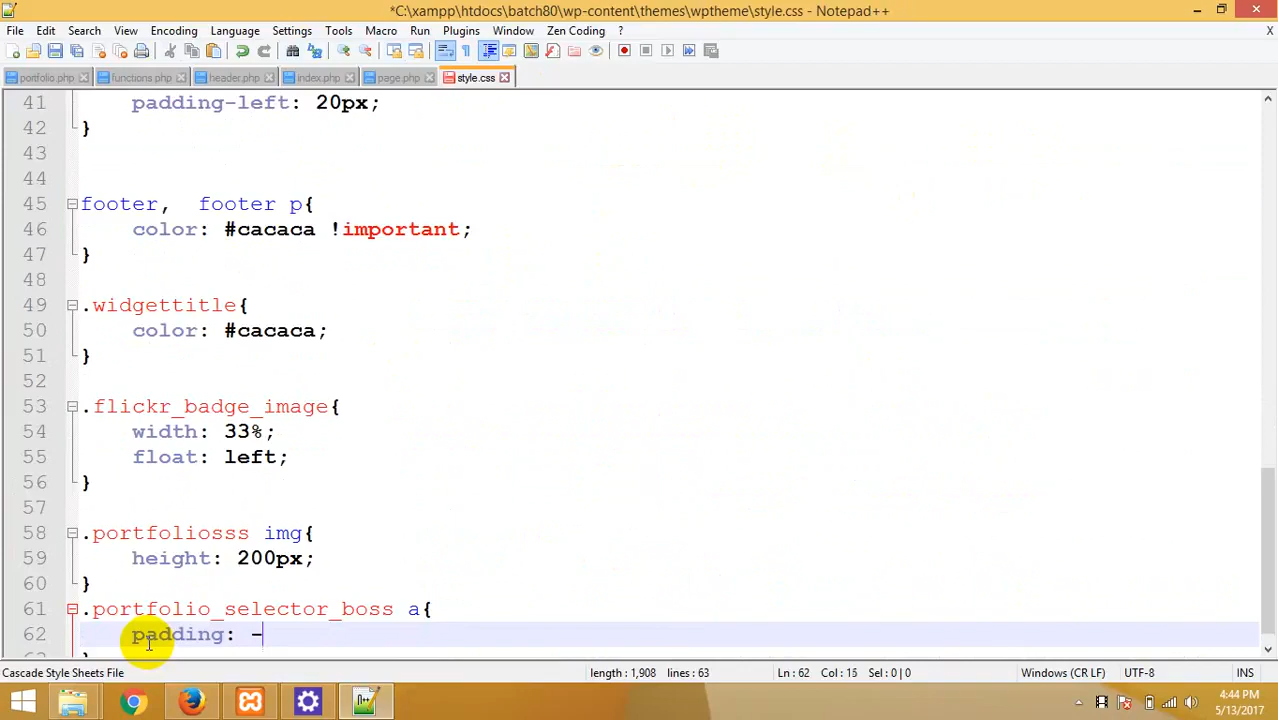 *C:\xampp\htdocs\batch80\wp-content\themes\wptheme\style.css - Notepad++
File Edit Search View Encoding Language Settings Tools Macro Run Plugins Window Zen Coding ? X
portfolio.php functions.php header.php index.php page.php style.css
41 padding-left: 20px;
42 }
43
44
45 footer,  footer p{
46 color: #cacaca !important;
47 }
48
49 .widgettitle{
50 color: #cacaca;
51 }
52
53 .flickr_badge_image{
54 width: 33%;
55 float: left;
56 }
57
58 .portfoliosss img{
59 height: 200px;
60 }
61 .portfolio_selector_boss a{
62 padding: -
Cascade Style Sheets File length : 1,908 lines : 63 Ln : 62 Col : 15 Sel : 0 | 0 Windows (CR LF) UTF-8 INS
4:44 PM
5/13/2017